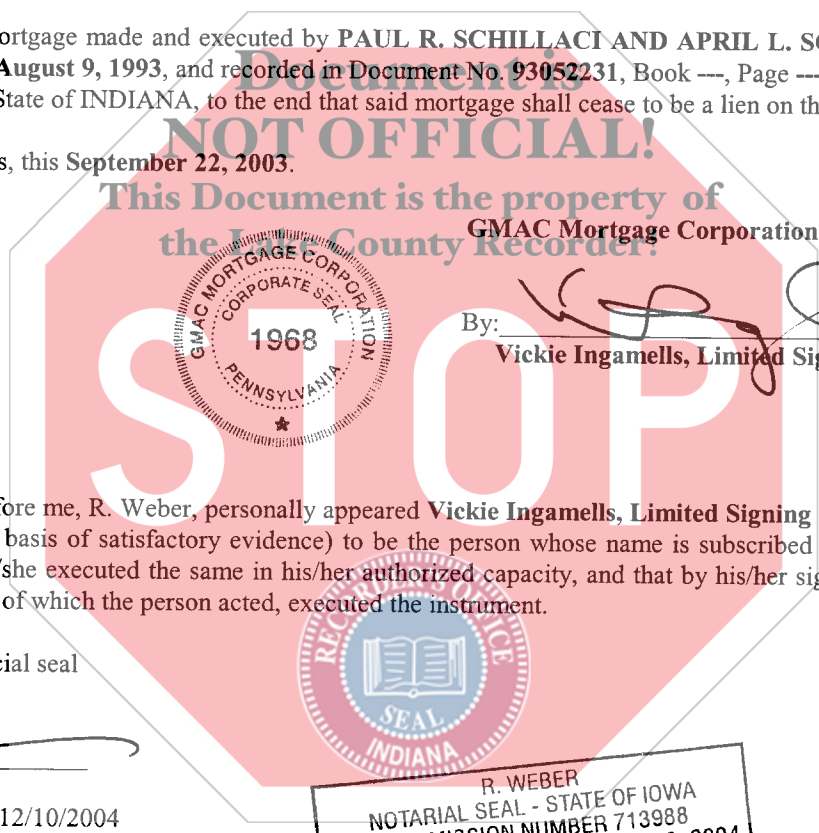 ortgage made and executed by PAUL R. SCHILLACI AND APRIL L.
August 9, 1993, and recorded in Document No. 93052231, Book ---, Page ---
State of INDIANA, to the end that said mortgage shall cease to be a lien on
s, this September 22, 2003.
Document is
NOT OFFICIAL!
This Document is the property of
the Lake County Recorder!
GMAC Mortgage Corporation
GMAC MORTGAGE CORPORATION
CORPORATE SEAL
1968
PENNSYLVANIA
By:
Vickie Ingamells, Limited
STOP
fore me, R. Weber, personally appeared Vickie Ingamells, Limited Signing
basis of satisfactory evidence) to be the person whose name is subscribed
/she executed the same in his/her authorized capacity, and that by his/her
of which the person acted, executed the instrument.
cial seal
RECORDER'S OFFICE
SEAL
INDIANA
12/10/2004
R. WEBER
NOTARIAL SEAL - STATE OF IOWA
NUMBER 713988